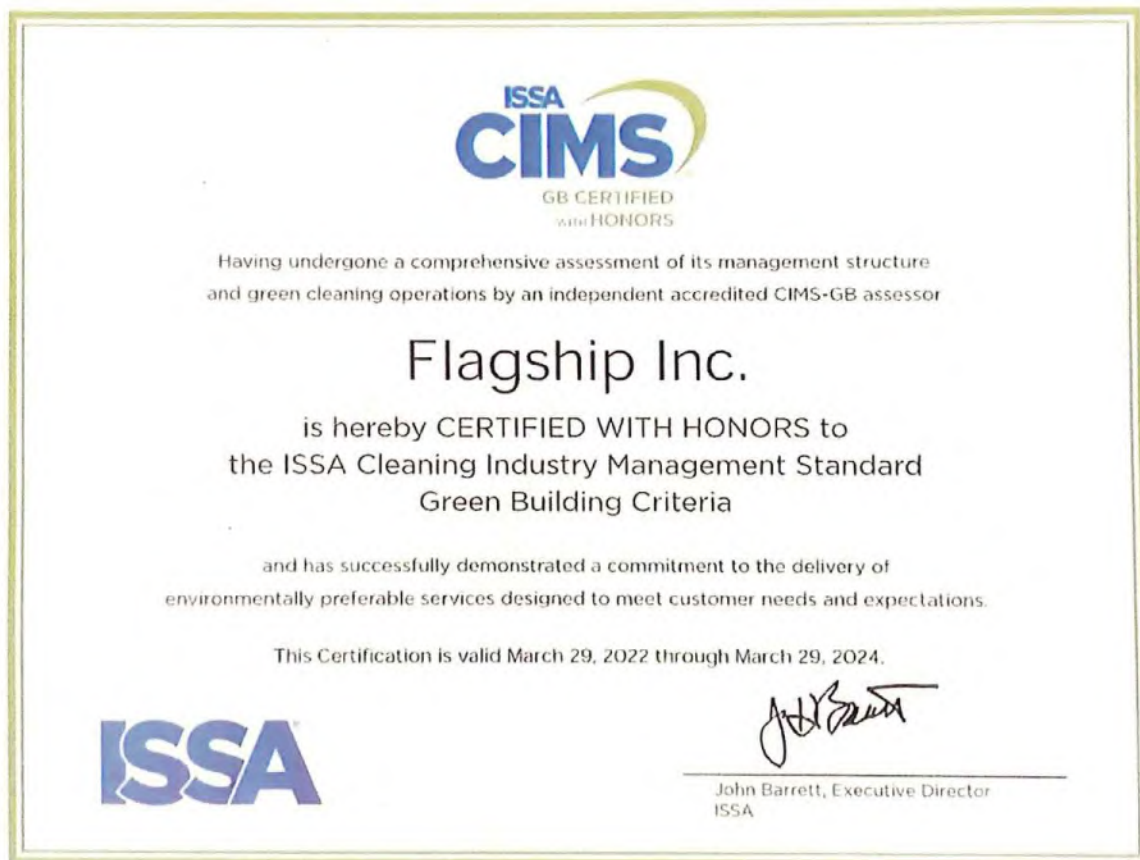 ISSA
CIMS
GB CERTIFIED
WITH HONORS
Having undergone a comprehensive assessment of its management structure
and green cleaning operations by an independent accredited CIMS-GB assessor
Flagship Inc.
is hereby CERTIFIED WITH HONORS to
the ISSA Cleaning Industry Management Standard
Green Building Criteria
and has successfully demonstrated a commitment to the delivery of
environmentally preferable services designed to meet customer needs and expectations.
This Certification is valid March 29, 2022 through March 29, 2024.
ISSA
John Barrett, Executive Director
ISSA